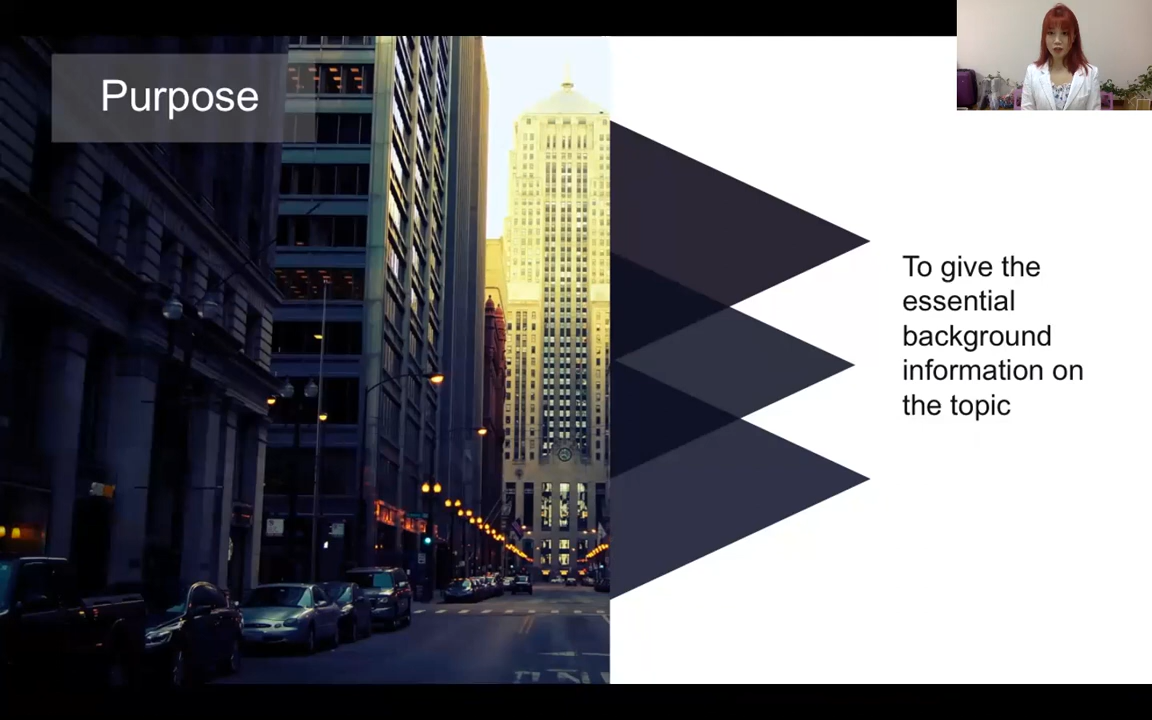 Purpose
To give the
essential
background
information on
the topic